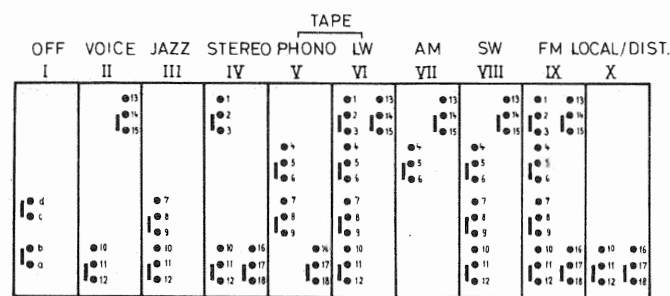 TAPE
OFF VOICE JAZZ STEREO PHONO LW AM SW FM LOCAL/DIST.
I II III IV V VI VII VIII IX X
13 1 1 13 13 13 1 13
14 2 2 14 14 14 2 14
15 3 3 15 15 15 3 15
4 4 4 4 4
5 5 5 5 5
6 6 6 6 6
d 7 7 7 7
c 8 8 8 8
9 9 9 9
b 10 10 10 16 16 10 10 10 16 10 16
11 11 11 17 17 11 11 11 17 11 17
a 12 12 12 18 18 12 12 12 18 12 18